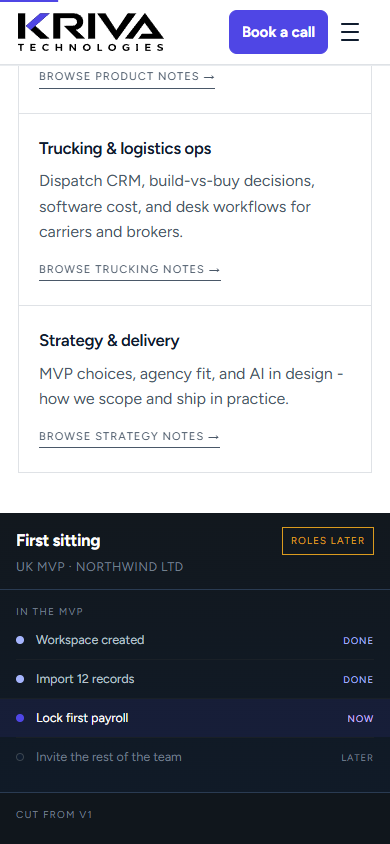 KRIVA
TECHNOLOGIES
Book a call
BROWSE PRODUCT NOTES →
Trucking & logistics ops
Dispatch CRM, build-vs-buy decisions,
software cost, and desk workflows for
carriers and brokers.
BROWSE TRUCKING NOTES →
Strategy & delivery
MVP choices, agency fit, and AI in design -
how we scope and ship in practice.
BROWSE STRATEGY NOTES →
First sitting
ROLES LATER
UK MVP · NORTHWIND LTD
IN THE MVP
Workspace created DONE
Import 12 records DONE
Lock first payroll NOW
Invite the rest of the team LATER
CUT FROM V1